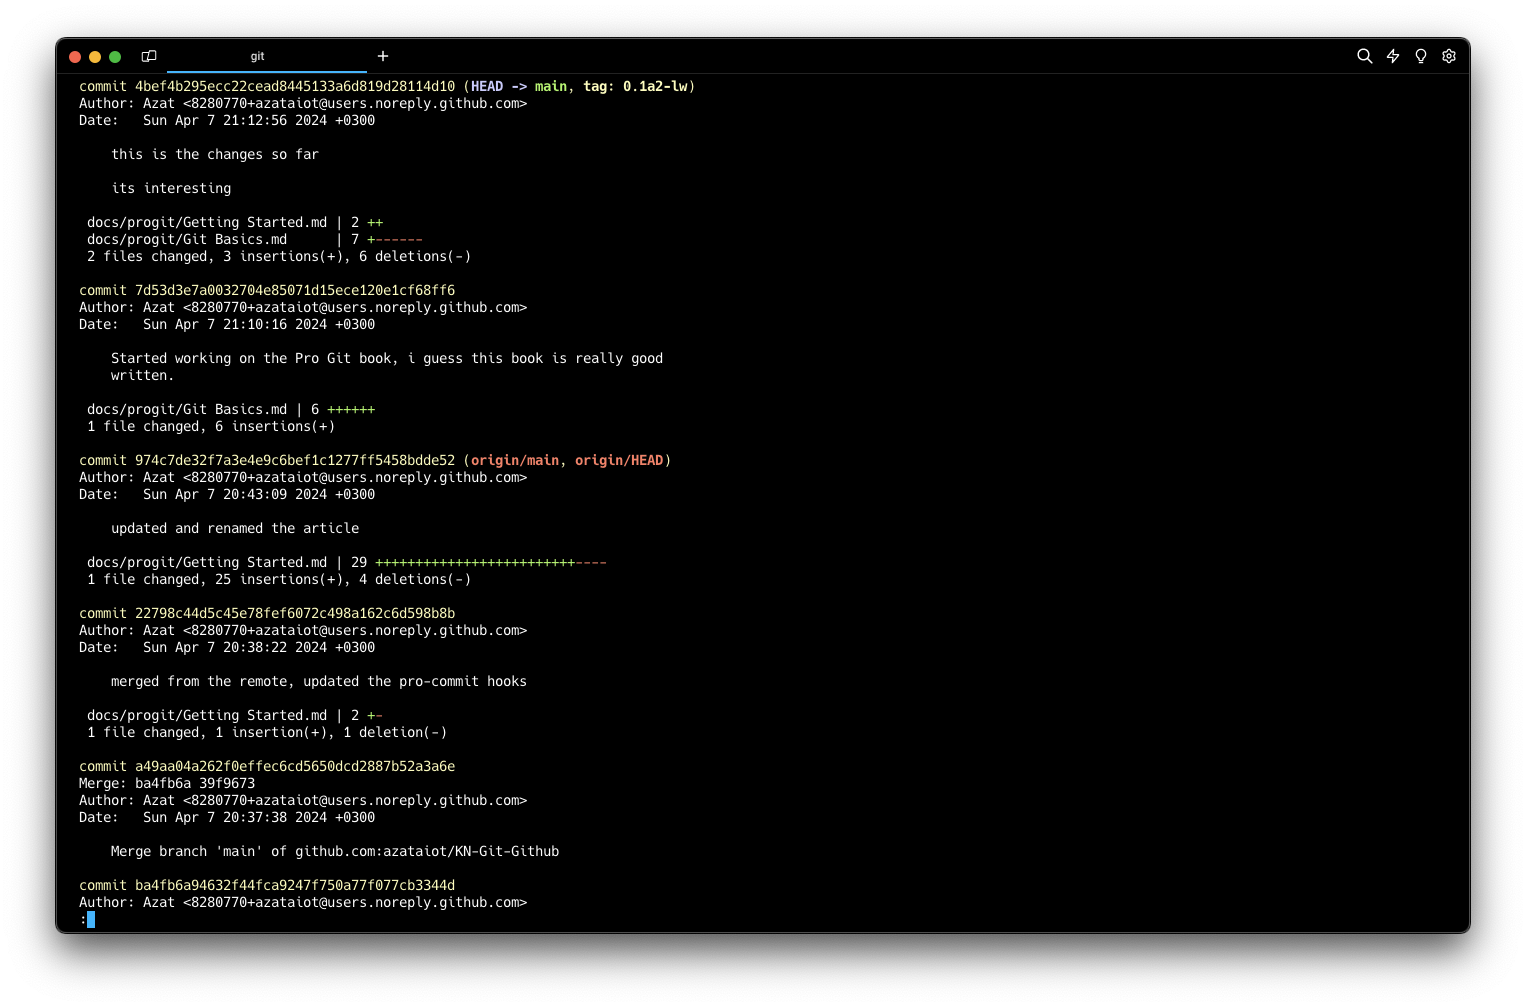 git
+
commit 4bef4b295ecc22cead8445133a6d819d28114d10 (HEAD -> main, tag: 0.1a2-lw)
Author: Azat <8280770+azataiot@users.noreply.github.com>
Date:   Sun Apr 7 21:12:56 2024 +0300
    this is the changes so far
    its interesting
 docs/progit/Getting Started.md | 2 ++
 docs/progit/Git Basics.md      | 7 +------
 2 files changed, 3 insertions(+), 6 deletions(-)
commit 7d53d3e7a0032704e85071d15ece120e1cf68ff6
Author: Azat <8280770+azataiot@users.noreply.github.com>
Date:   Sun Apr 7 21:10:16 2024 +0300
    Started working on the Pro Git book, i guess this book is really good
    written.
 docs/progit/Git Basics.md | 6 ++++++
 1 file changed, 6 insertions(+)
commit 974c7de32f7a3e4e9c6bef1c1277ff5458bdde52 (origin/main, origin/HEAD)
Author: Azat <8280770+azataiot@users.noreply.github.com>
Date:   Sun Apr 7 20:43:09 2024 +0300
    updated and renamed the article
 docs/progit/Getting Started.md | 29 +++++++++++++++++++++++++----
 1 file changed, 25 insertions(+), 4 deletions(-)
commit 22798c44d5c45e78fef6072c498a162c6d598b8b
Author: Azat <8280770+azataiot@users.noreply.github.com>
Date:   Sun Apr 7 20:38:22 2024 +0300
    merged from the remote, updated the pro-commit hooks
 docs/progit/Getting Started.md | 2 +-
 1 file changed, 1 insertion(+), 1 deletion(-)
commit a49aa04a262f0effec6cd5650dcd2887b52a3a6e
Merge: ba4fb6a 39f9673
Author: Azat <8280770+azataiot@users.noreply.github.com>
Date:   Sun Apr 7 20:37:38 2024 +0300
    Merge branch 'main' of github.com:azataiot/KN-Git-Github
commit ba4fb6a94632f44fca9247f750a77f077cb3344d
Author: Azat <8280770+azataiot@users.noreply.github.com>
: